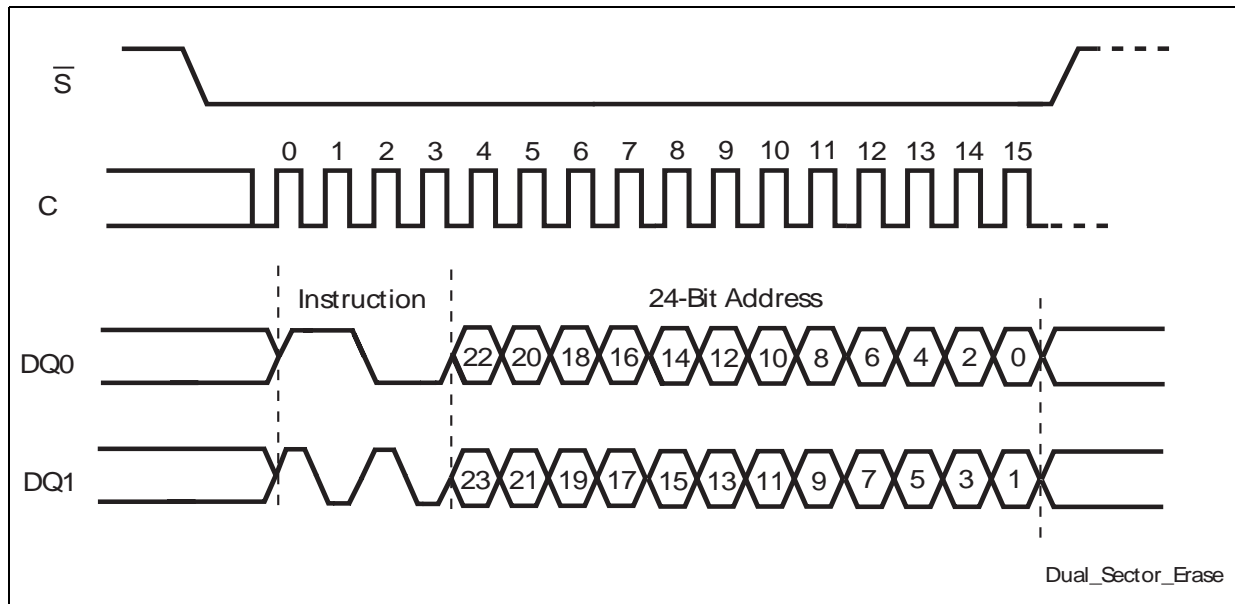 S
0 1 2 3 4 5 6 7 8 9 10 11 12 13 14 15
C
Instruction 24-Bit Address
DQ0 22 20 18 16 14 12 10 8 6 4 2 0
DQ1 23 21 19 17 15 13 11 9 7 5 3 1
Dual_Sector_Erase